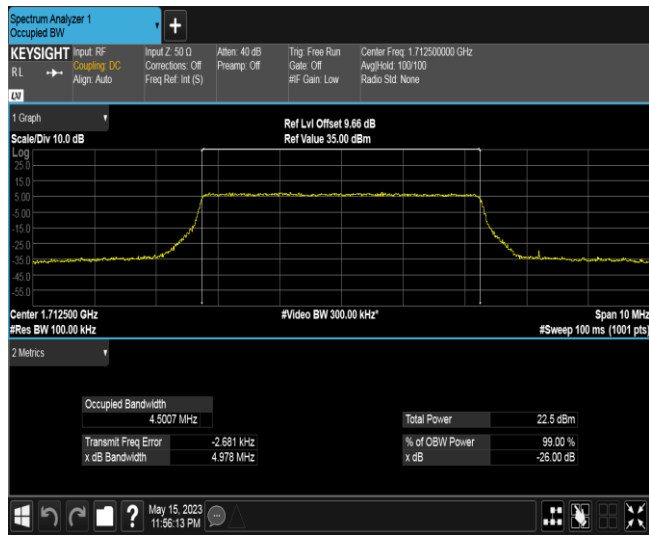 Spectrum Analyzer 1
Occupied BW
+
KEYSIGHT
RL
LXI
Input: RF
Coupling: DC
Align: Auto
Input Z: 50 Ω
Corrections: Off
Freq Ref: Int (S)
Atten: 40 dB
Preamp: Off
Trig: Free Run
Gate: Off
#IF Gain: Low
Center Freq: 1.712500000 GHz
Avg|Hold: 100/100
Radio Std: None
1 Graph
Scale/Div 10.0 dB
Ref Lvl Offset 9.66 dB
Ref Value 35.00 dBm
Log
25.0
15.0
5.00
-5.00
-15.0
-25.0
-35.0
-45.0
-55.0
Center 1.712500 GHz
#Video BW 300.00 kHz*
Span 10 MHz
#Res BW 100.00 kHz
#Sweep 100 ms (1001 pts)
2 Metrics
Occupied Bandwidth
4.5007 MHz
Total Power 22.5 dBm
Transmit Freq Error -2.681 kHz
% of OBW Power 99.00 %
x dB Bandwidth 4.978 MHz
x dB -26.00 dB
?
May 15, 2023
11:56:13 PM